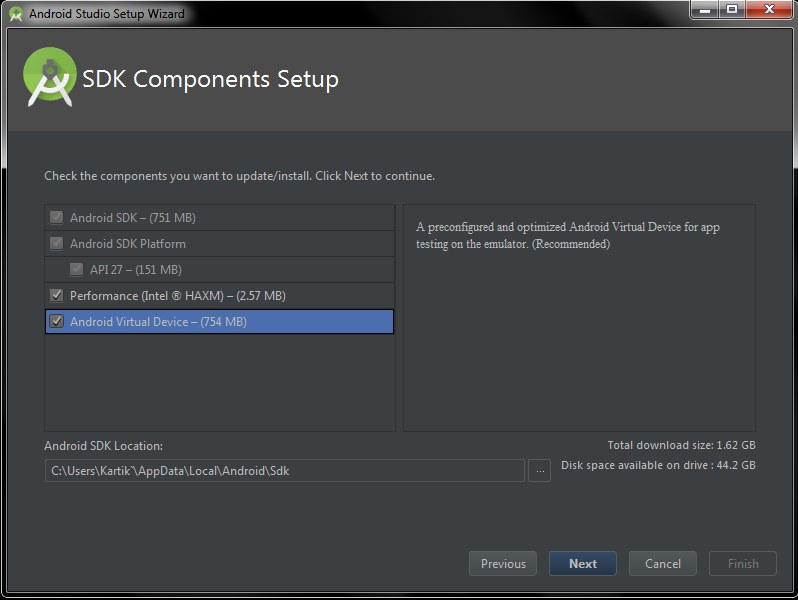 Android Studio Setup Wizard
SDK Components Setup
Check the components you want to update/install. Click Next to continue.
Android SDK – (751 MB)
Android SDK Platform
API 27 – (151 MB)
Performance (Intel ® HAXM) – (2.57 MB)
Android Virtual Device – (754 MB)
A preconfigured and optimized Android Virtual Device for app
testing on the emulator. (Recommended)
Android SDK Location:
Total download size: 1.62 GB
C:\Users\Kartik`\AppData\Local\Android\Sdk
...
Disk space available on drive : 44.2 GB
Previous
Next
Cancel
Finish